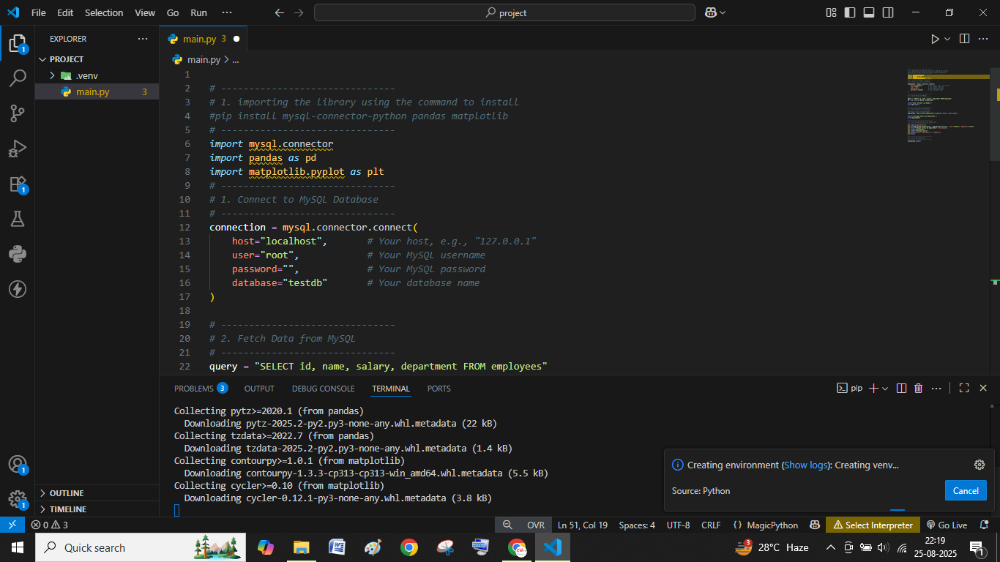 File Edit Selection View Go Run ···
project
EXPLORER
PROJECT
.venv
main.py 3
OUTLINE
TIMELINE
main.py 3
main.py > ...
1
2 # -------------------------------
3 # 1. importing the library using the command to install
4 #pip install mysql-connector-python pandas matplotlib
5 # -------------------------------
6 import mysql.connector
7 import pandas as pd
8 import matplotlib.pyplot as plt
9 # -------------------------------
10 # 1. Connect to MySQL Database
11 # -------------------------------
12 connection = mysql.connector.connect(
13 host="localhost", # Your host, e.g., "127.0.0.1"
14 user="root", # Your MySQL username
15 password="", # Your MySQL password
16 database="testdb" # Your database name
17 )
18
19 # -------------------------------
20 # 2. Fetch Data from MySQL
21 # -------------------------------
22 query = "SELECT id, name, salary, department FROM employees"
PROBLEMS 3 OUTPUT DEBUG CONSOLE TERMINAL PORTS
pip
Collecting pytz>=2020.1 (from pandas)
Downloading pytz-2025.2-py2.py3-none-any.whl.metadata (22 kB)
Collecting tzdata>=2022.7 (from pandas)
Downloading tzdata-2025.2-py2.py3-none-any.whl.metadata (1.4 kB)
Collecting contourpy>=1.0.1 (from matplotlib)
Downloading contourpy-1.3.3-cp313-cp313-win_amd64.whl.metadata (5.5 kB)
Collecting cycler>=0.10 (from matplotlib)
Downloading cycler-0.12.1-py3-none-any.whl.metadata (3.8 kB)
Creating environment (Show logs): Creating venv...
Source: Python
Cancel
0 3
OVR Ln 51, Col 19 Spaces: 4 UTF-8 CRLF {} MagicPython Select Interpreter Go Live
Quick search
3
28°C Haze
22:19
25-08-2025
1